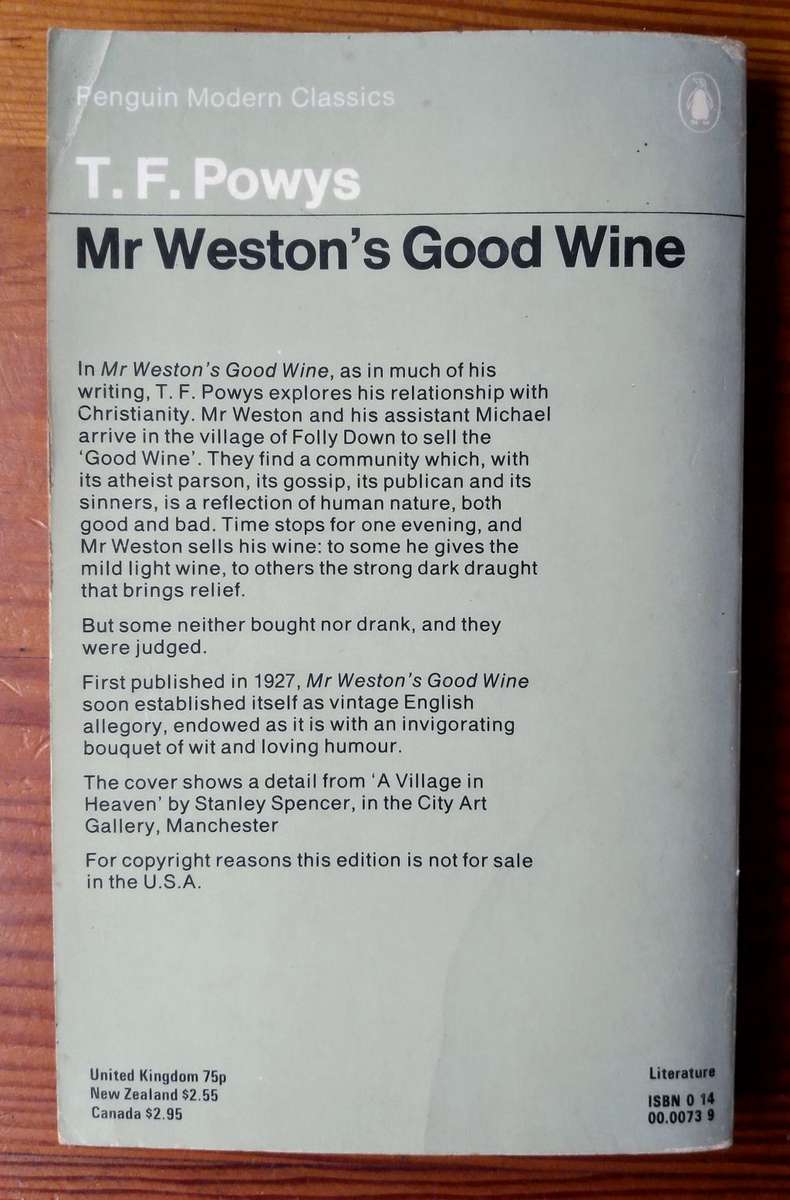 Penguin Modern Classics
T. F. Powys
Mr Weston's Good Wine
In Mr Weston's Good Wine, as in much of his
writing, T. F. Powys explores his relationship with
Christianity. Mr Weston and his assistant Michael
arrive in the village of Folly Down to sell the
‘Good Wine’. They find a community which, with
its atheist parson, its gossip, its publican and its
sinners, is a reflection of human nature, both
good and bad. Time stops for one evening, and
Mr Weston sells his wine: to some he gives the
mild light wine, to others the strong dark draught
that brings relief.
But some neither bought nor drank, and they
were judged.
First published in 1927, Mr Weston's Good Wine
soon established itself as vintage English
allegory, endowed as it is with an invigorating
bouquet of wit and loving humour.
The cover shows a detail from ‘A Village in
Heaven’ by Stanley Spencer, in the City Art
Gallery, Manchester
For copyright reasons this edition is not for sale
in the U.S.A.
United Kingdom 75p
New Zealand $2.55
Canada $2.95
Literature
ISBN 0 14
00.0073 9